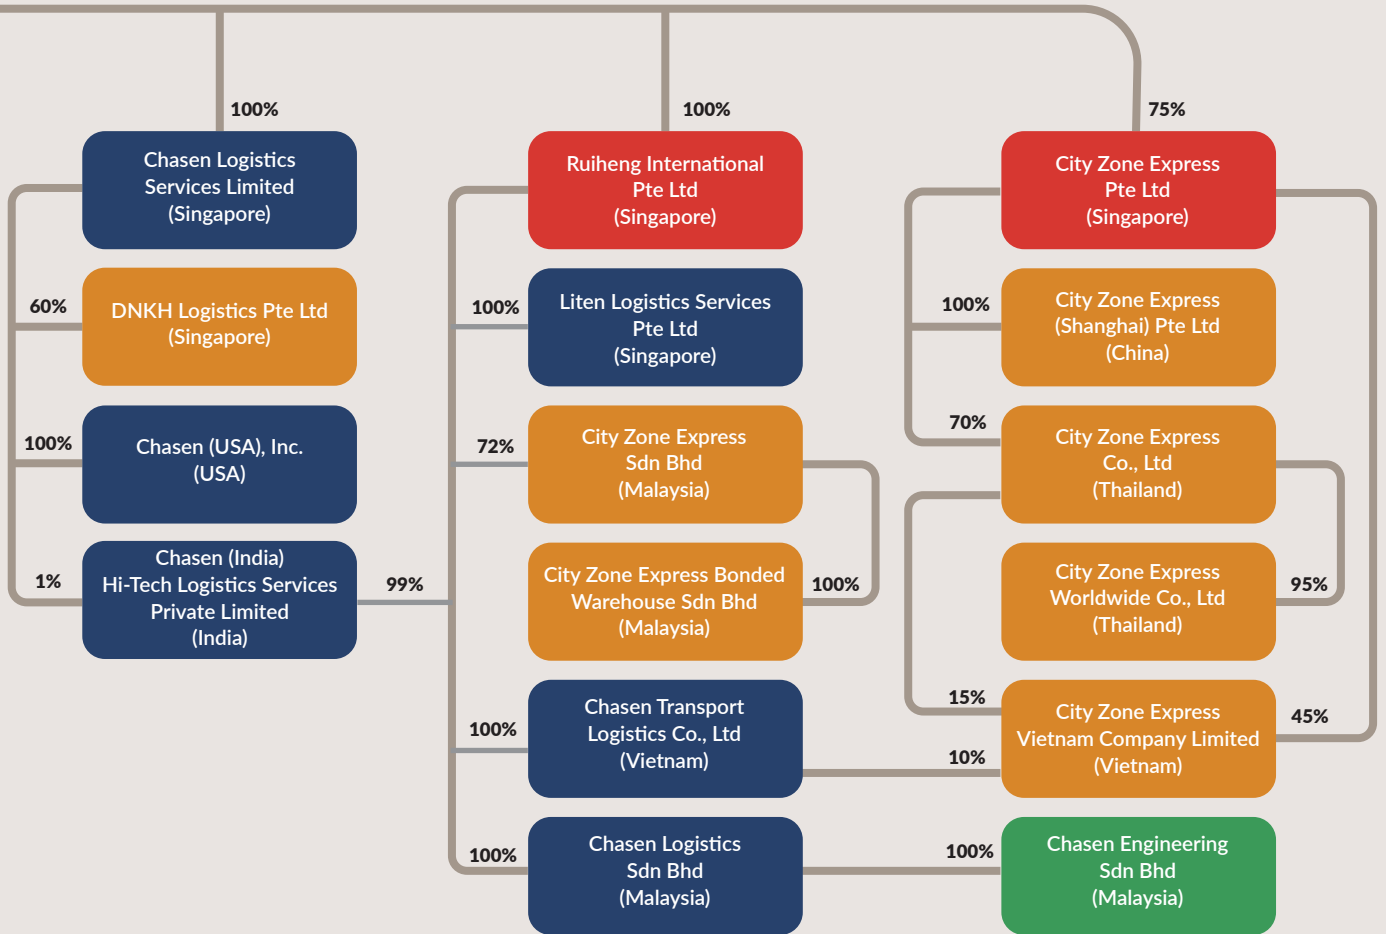 100%
Chasen Logistics
Services Limited
(Singapore)
60%
DNKH Logistics Pte Ltd
(Singapore)
100%
Chasen (USA), Inc.
(USA)
1%
Chasen (India)
Hi-Tech Logistics Services
Private Limited
(India)
99%
100%
Ruiheng International
Pte Ltd
(Singapore)
100%
Liten Logistics Services
Pte Ltd
(Singapore)
72%
City Zone Express
Sdn Bhd
(Malaysia)
City Zone Express Bonded
Warehouse Sdn Bhd
(Malaysia)
100%
100%
Chasen Transport
Logistics Co., Ltd
(Vietnam)
100%
Chasen Logistics
Sdn Bhd
(Malaysia)
75%
City Zone Express
Pte Ltd
(Singapore)
100%
City Zone Express
(Shanghai) Pte Ltd
(China)
70%
City Zone Express
Co., Ltd
(Thailand)
City Zone Express
Worldwide Co., Ltd
(Thailand)
95%
15%
City Zone Express
Vietnam Company Limited
(Vietnam)
45%
10%
100%
Chasen Engineering
Sdn Bhd
(Malaysia)